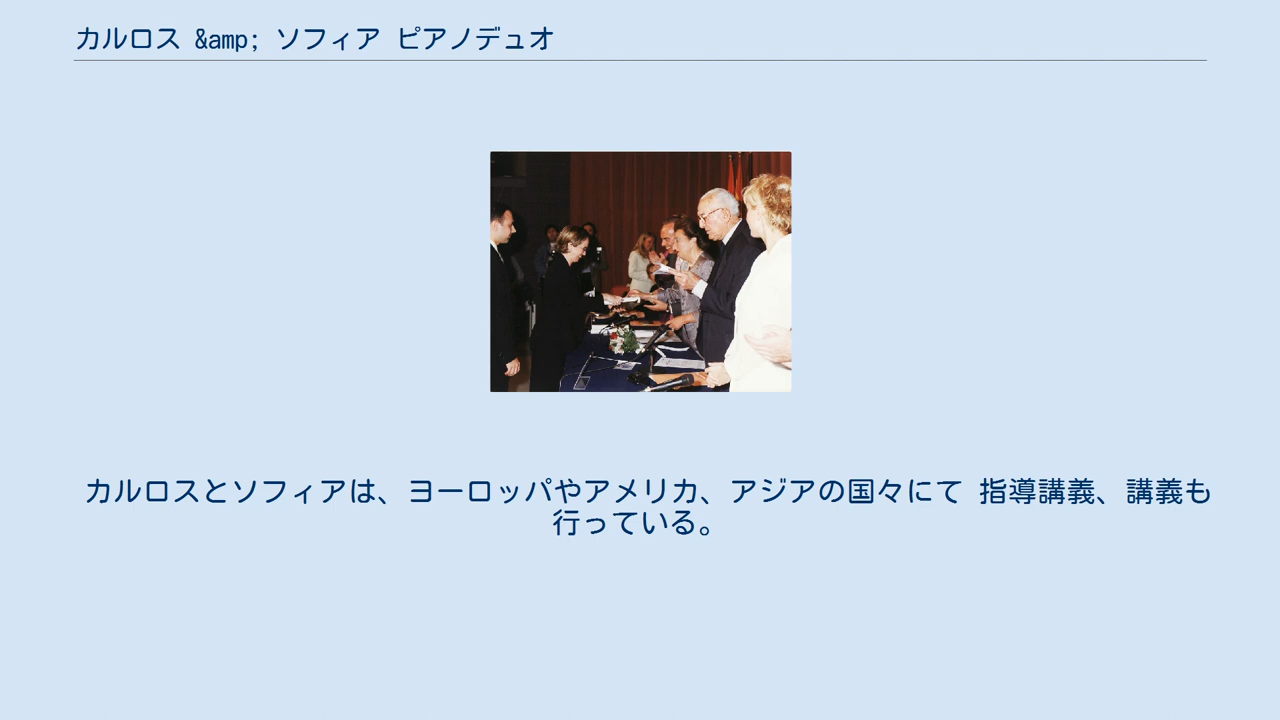 カルロス &amp; ソフィア ピアノデュオ
カルロスとソフィアは、ヨーロッパやアメリカ、アジアの国々にて 指導講義、講義も
行っている。